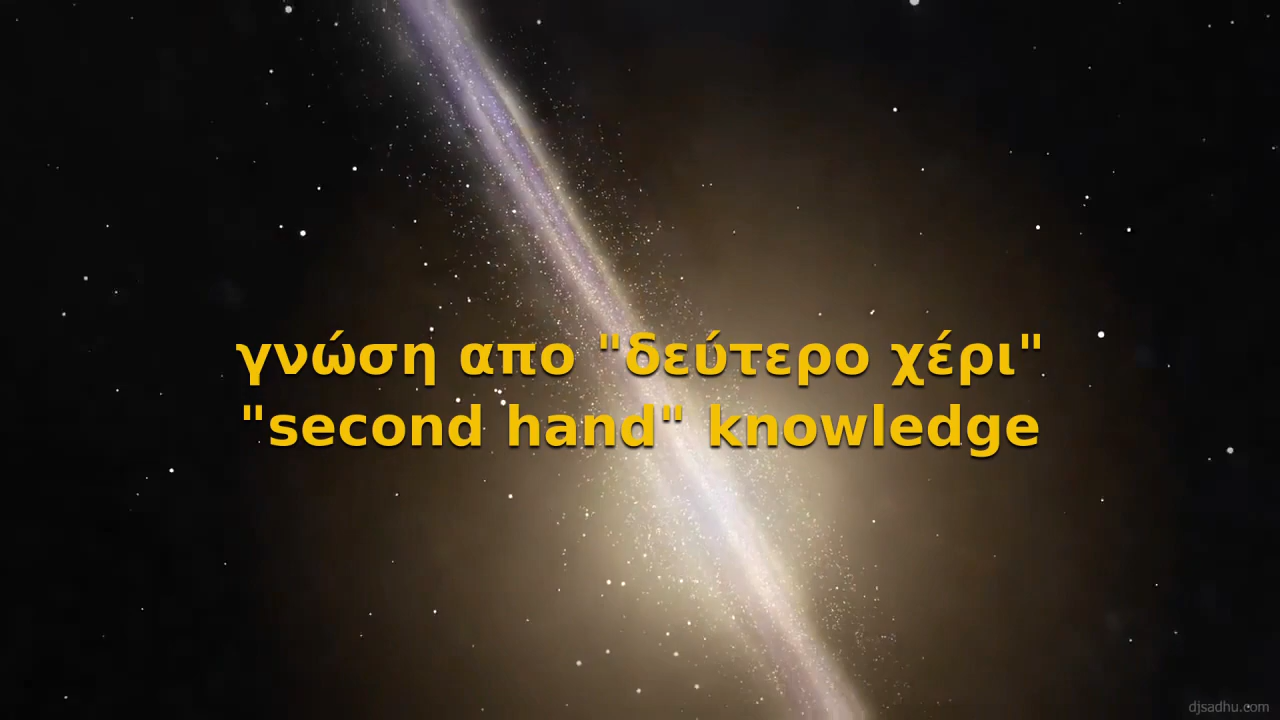 γνώση απο "δεύτερο χέρι"
"second hand" knowledge
djsadhu.com